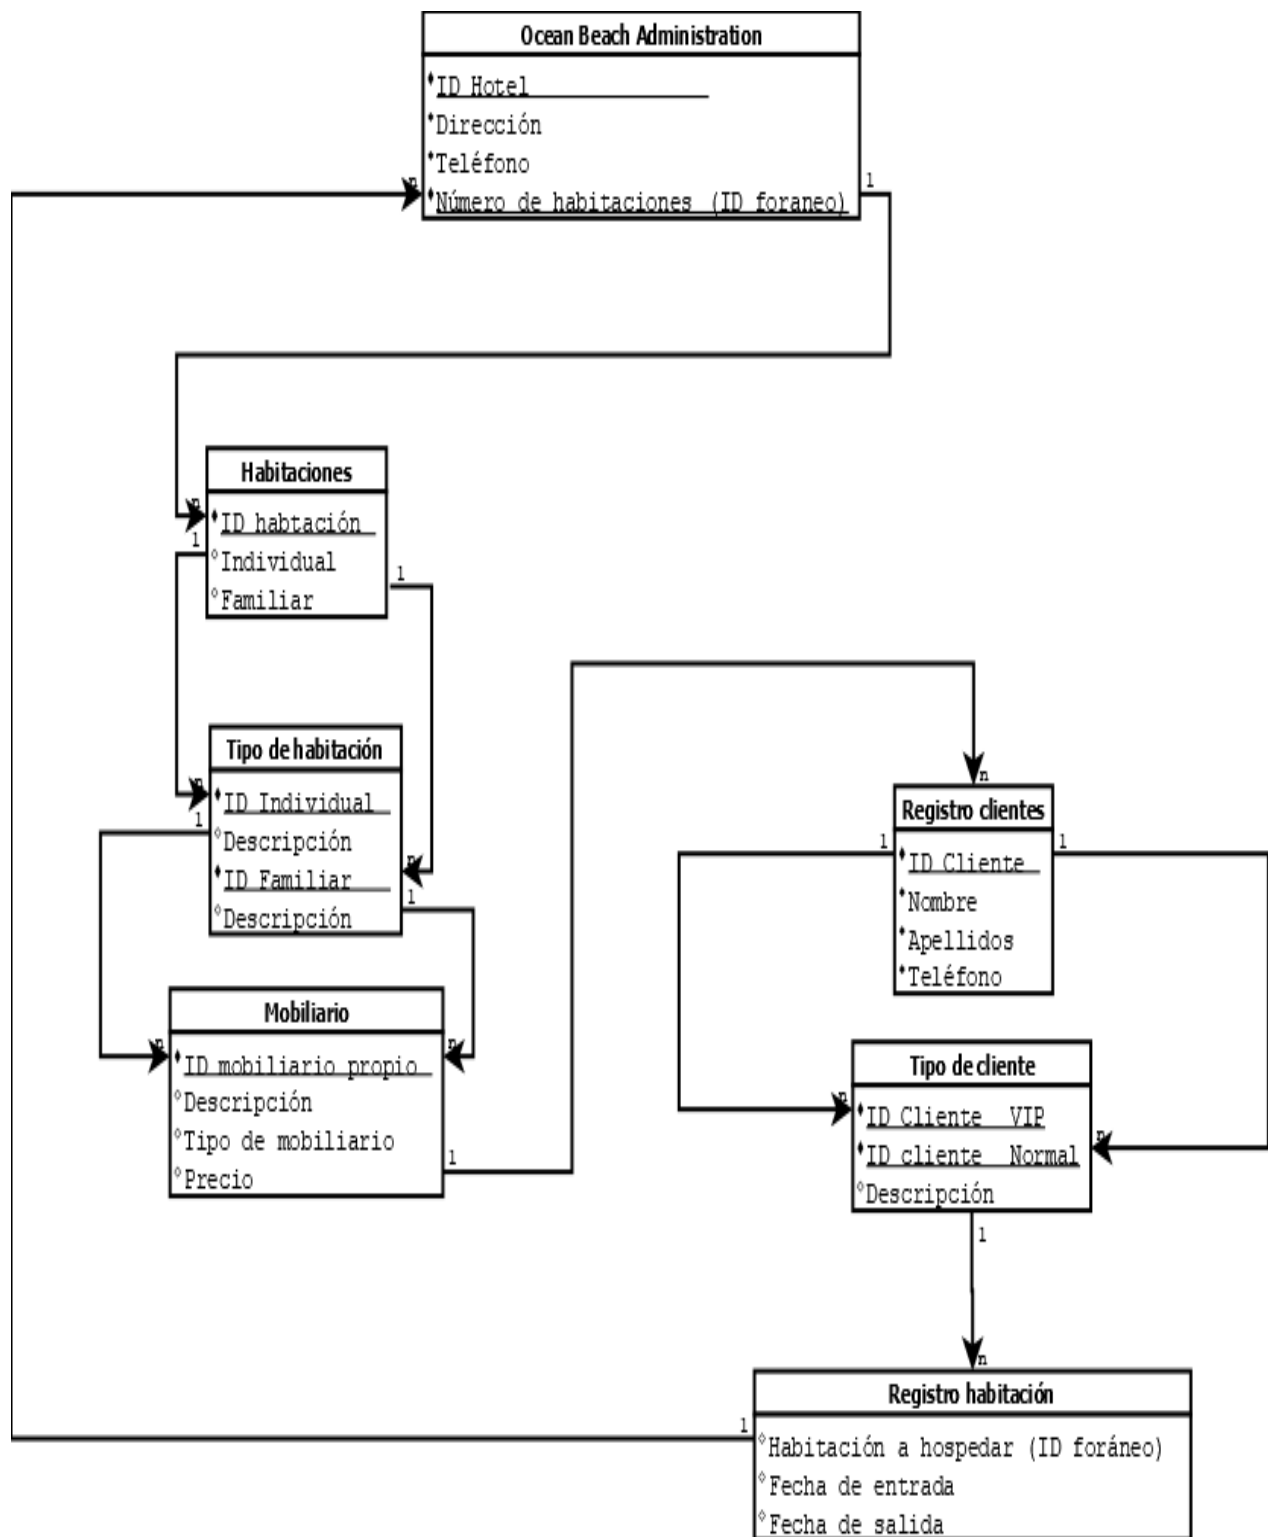 Ocean Beach Administration
ID Hotel
Dirección
Teléfono
n
Número de habitaciones (ID foraneo)
1
Habitaciones
n
ID habtación
1
Individual
1
Familiar
Tipo de habitación
n
ID Individual
1
Descripción
n
ID Familiar
1
Descripción
Mobiliario
n
n
ID mobiliario propio
Descripción
Tipo de mobiliario
1
Precio
n
Registro clientes
1
1
ID Cliente
Nombre
Apellidos
Teléfono
Tipo de cliente
n
ID Cliente VIP
n
ID cliente Normal
Descripción
1
n
Registro habitación
1
Habitación a hospedar (ID foráneo)
Fecha de entrada
Fecha de salida